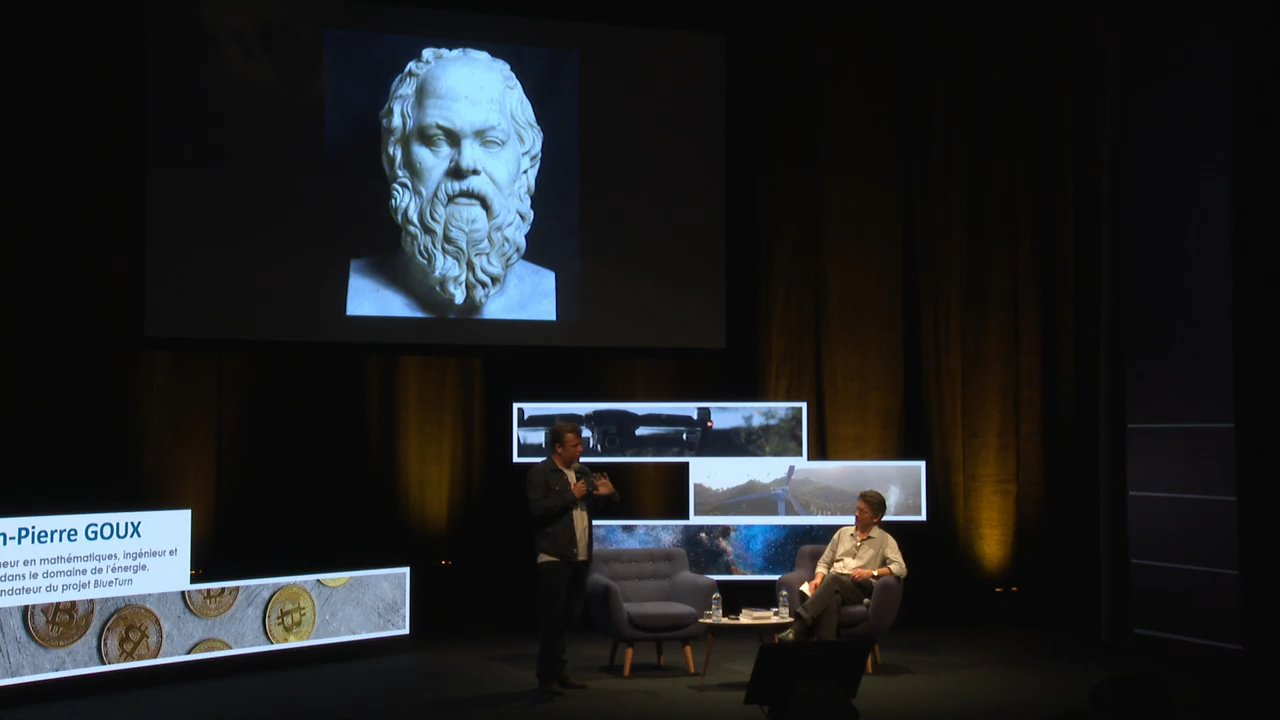 n-Pierre GOUX
neur en mathématiques, ingénieur et
dans le domaine de l'énergie,
ndateur du projet BlueTurn